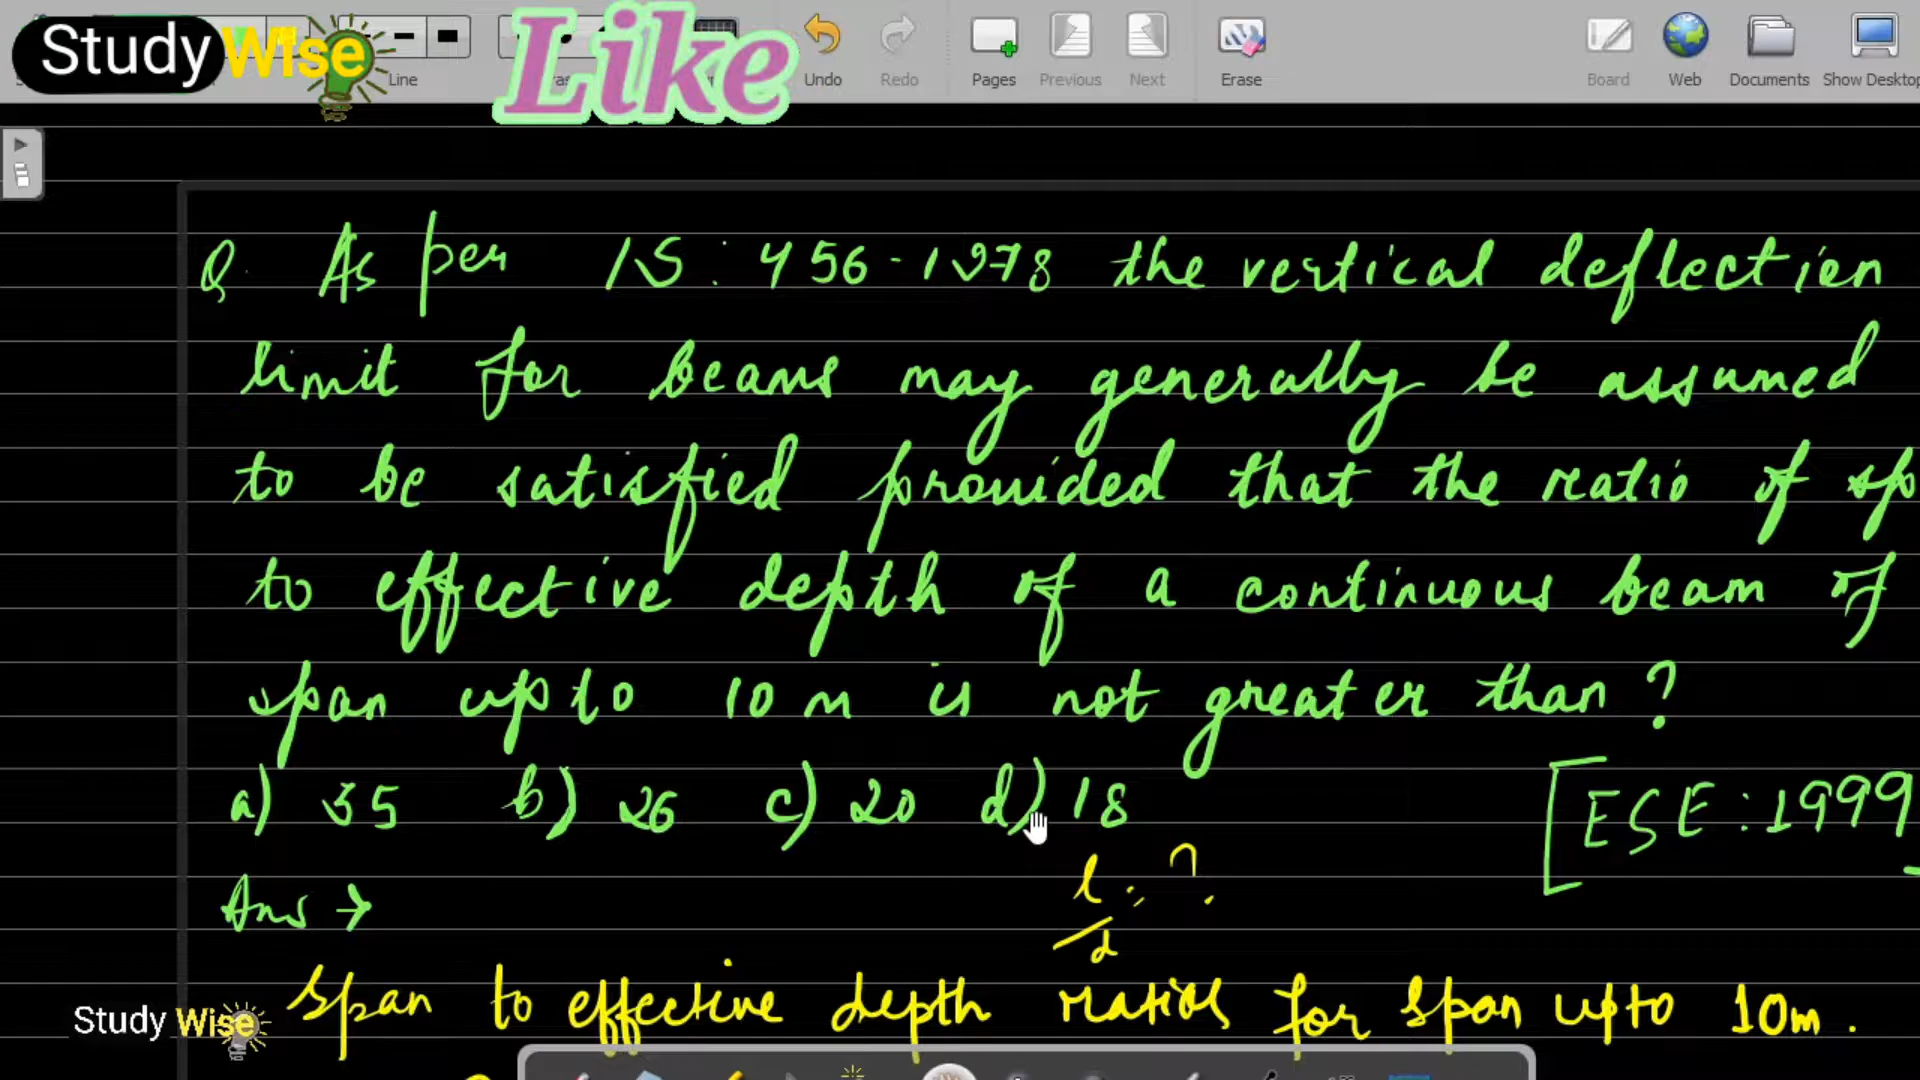 Study Wise
Like
Line
Undo
Redo
Pages
Previous
Next
Erase
Board
Web
Documents
Show Desktop
Q. As per IS: 456-1978 the vertical deflection
limit for beams may generally be assumed
to be satisfied provided that the ratio of sp
to effective depth of a continuous beam of
span upto 10 m is not greater than?
a) 35 b) 26 c) 20 d) 18
[ESE: 1999
Ans →
l/d = ?
Span to effective depth ratios for span upto 10m.
Study Wise